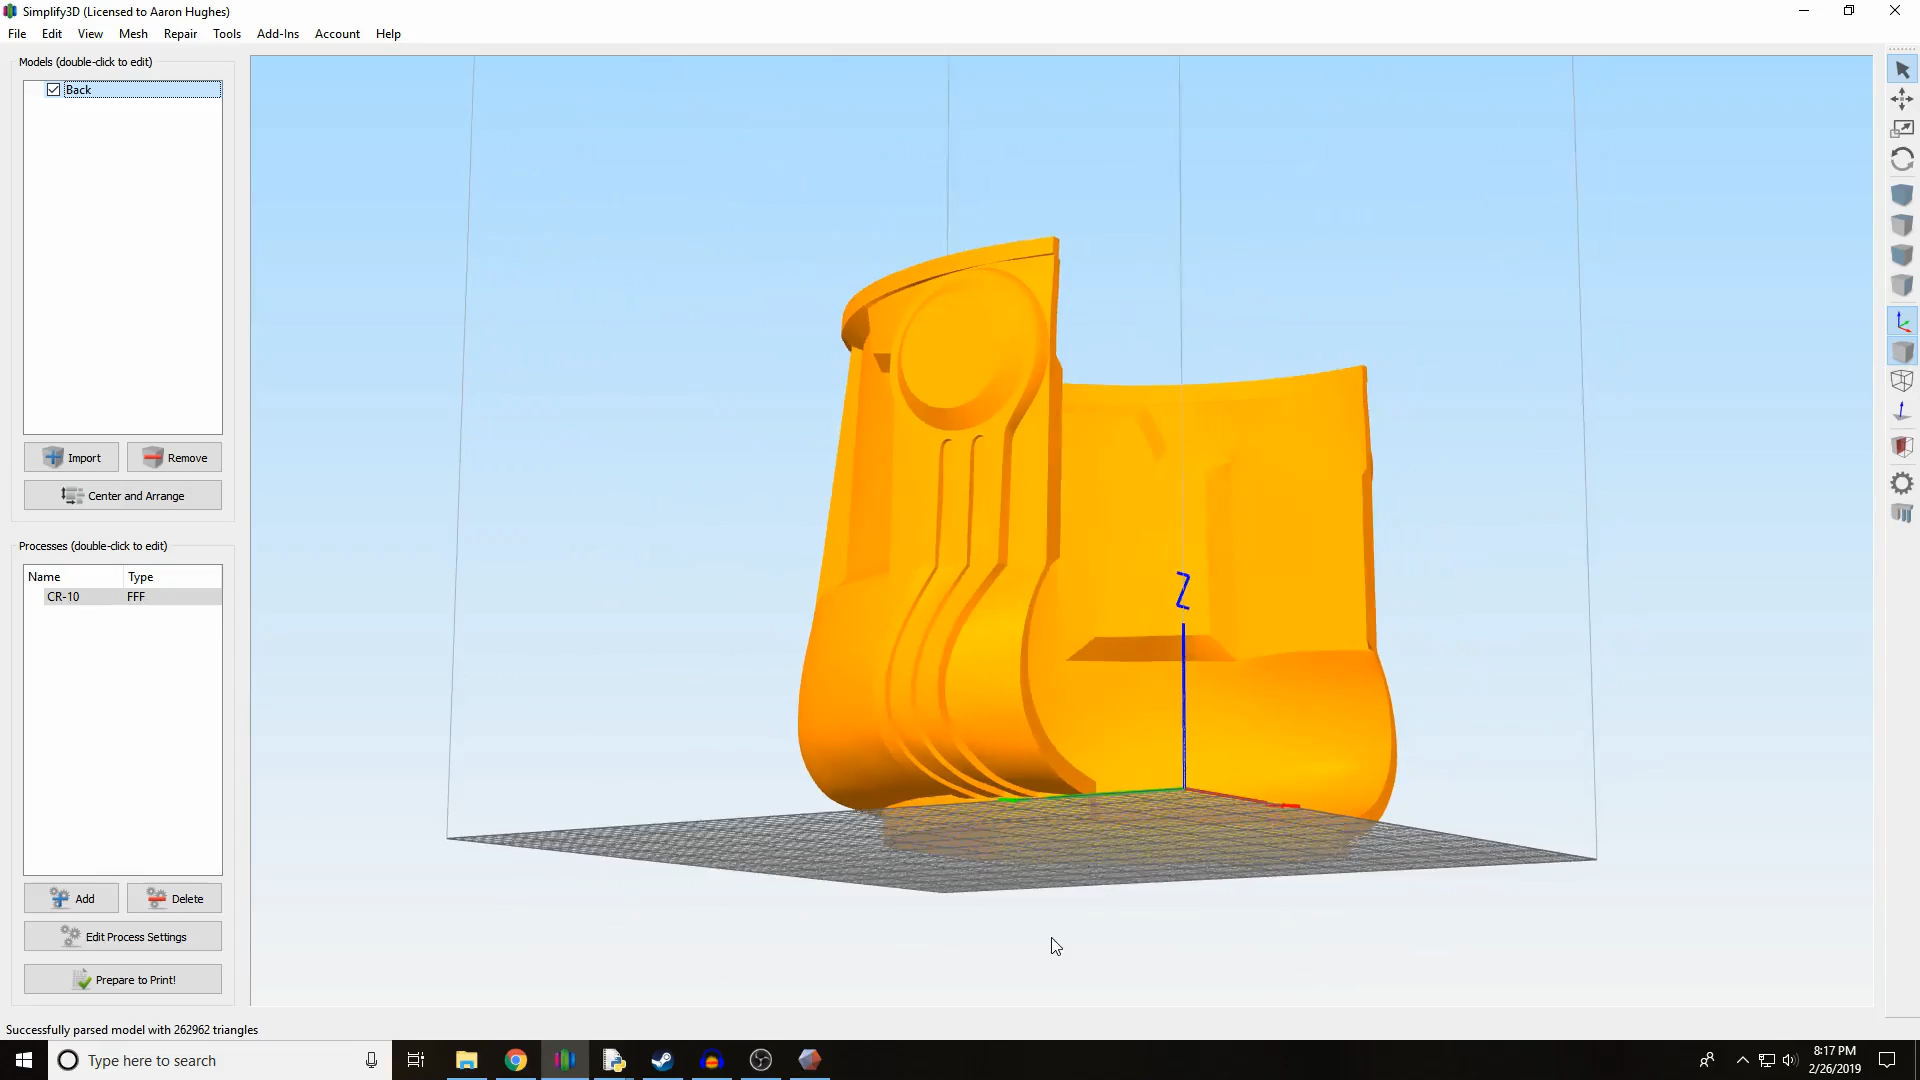 Simplify3D (Licensed to Aaron Hughes)
File Edit View Mesh Repair Tools Add-Ins Account Help
Models (double-click to edit)
Back
Import Remove
Center and Arrange
Processes (double-click to edit)
Name Type
CR-10 FFF
Z
Add Delete
Edit Process Settings
Prepare to Print!
Successfully parsed model with 262962 triangles
Type here to search
8:17 PM
2/26/2019